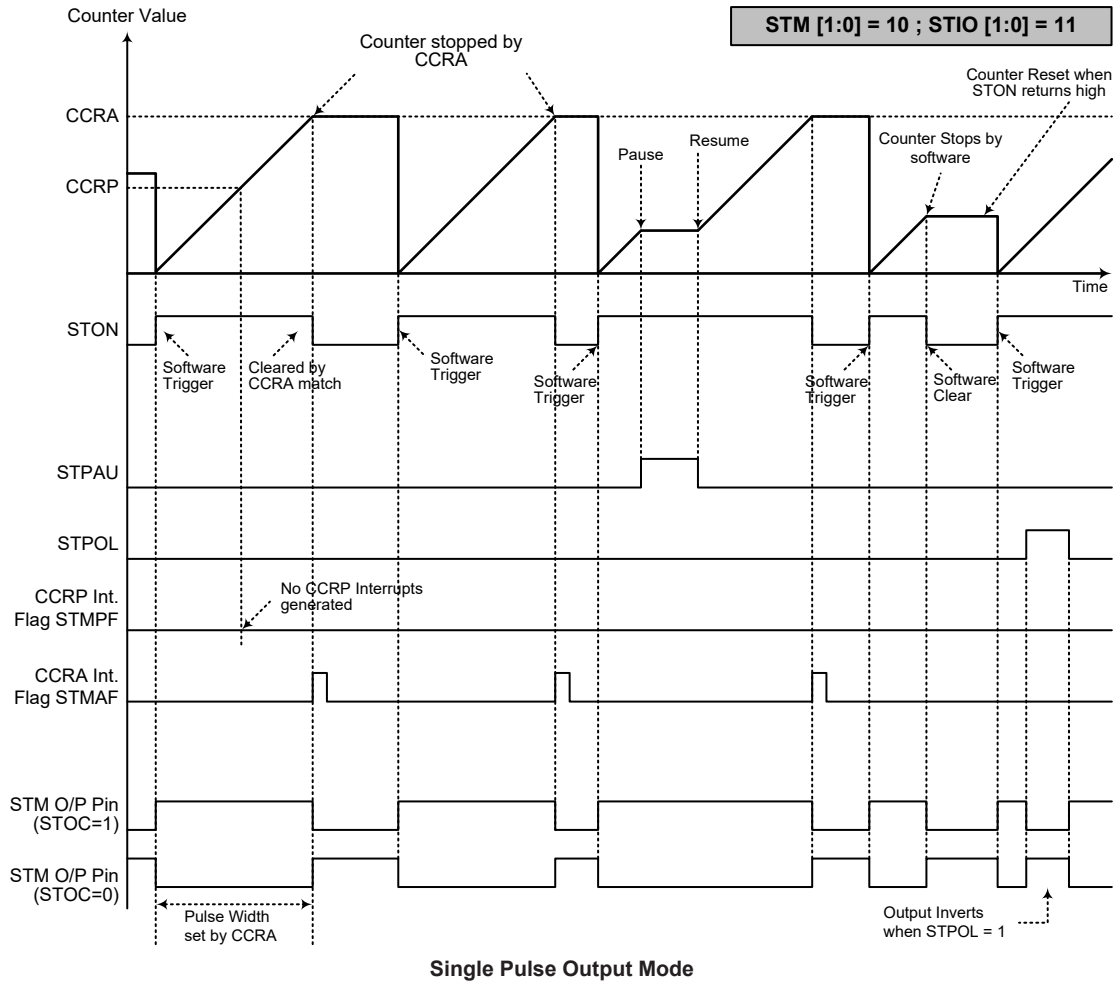 Counter Value
STM [1:0] = 10 ; STIO [1:0] = 11
Counter stopped by
CCRA
Counter Reset when
STON returns high
CCRA
Pause
Resume
Counter Stops by
software
CCRP
Time
STON
Software
Trigger
Cleared by
CCRA match
Software
Trigger
Software
Trigger
Software
Trigger
Software
Clear
Software
Trigger
STPAU
STPOL
No CCRP Interrupts
generated
CCRP Int.
Flag STMPF
CCRA Int.
Flag STMAF
STM O/P Pin
(STOC=1)
STM O/P Pin
(STOC=0)
Pulse Width
set by CCRA
Output Inverts
when STPOL = 1
Single Pulse Output Mode